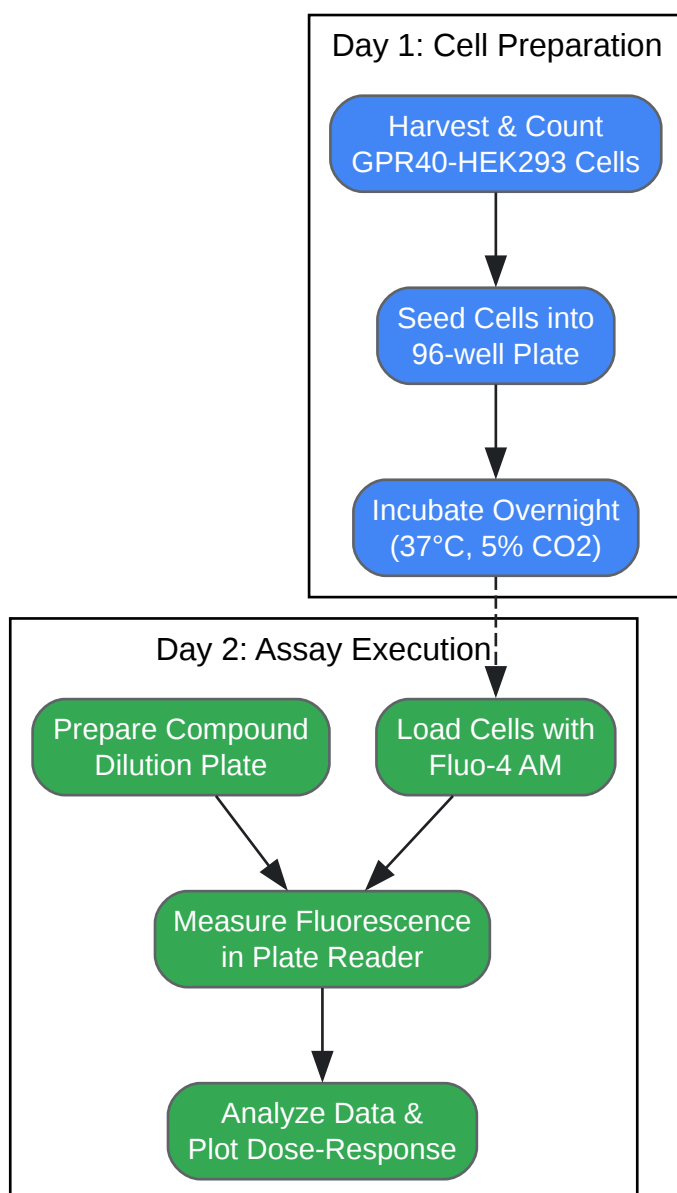 Day 1: Cell Preparation
Harvest & Count
GPR40-HEK293 Cells
Seed Cells into
96-well Plate
Incubate Overnight
(37°C, 5% CO2)
Day 2: Assay Execution
Prepare Compound
Dilution Plate
Load Cells with
Fluo-4 AM
Measure Fluorescence
in Plate Reader
Analyze Data &
Plot Dose-Response